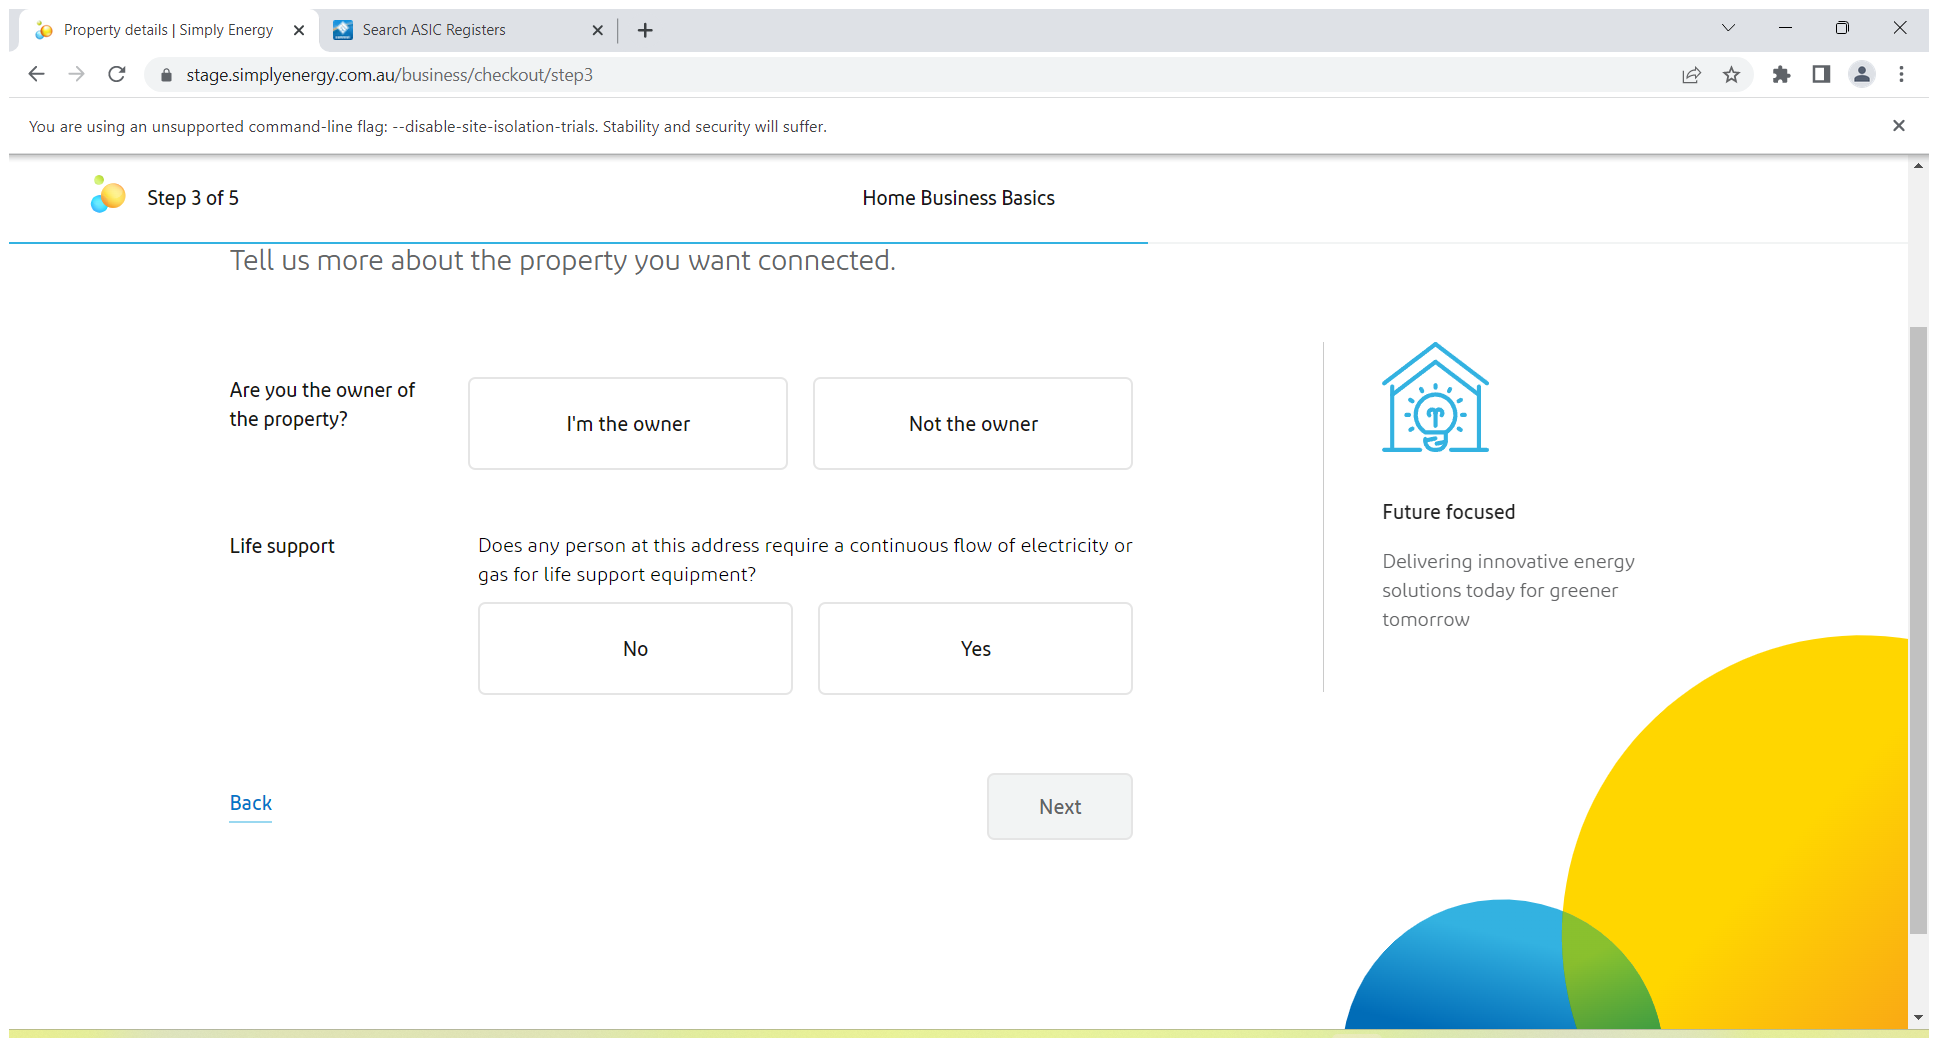 Property details | Simply Energy
Search ASIC Registers
stage.simplyenergy.com.au/business/checkout/step3
You are using an unsupported command-line flag: --disable-site-isolation-trials. Stability and security will suffer.
Step 3 of 5
Home Business Basics
Tell us more about the property you want connected.
Are you the owner of
the property?
I'm the owner
Not the owner
Life support
Does any person at this address require a continuous flow of electricity or
gas for life support equipment?
No
Yes
Back
Next
Future focused
Delivering innovative energy
solutions today for greener
tomorrow